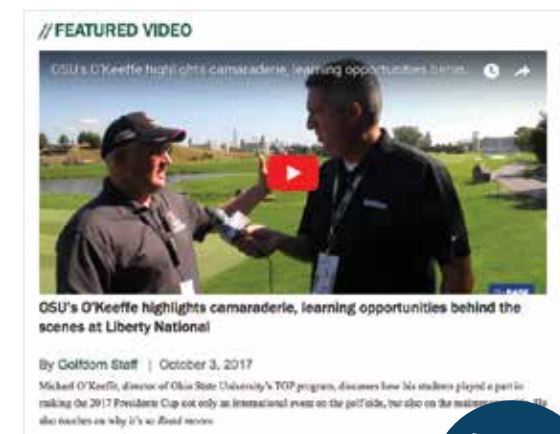 // FEATURED VIDEO
OSU's O'Keeffe highlights camaraderie, learning opportunities behin...
OSU's O'Keeffe highlights camaraderie, learning opportunities behind the
scenes at Liberty National
By Golfdom Staff | October 3, 2017
Michael O'Keeffe, director of Ohio State University's TOP program, discusses how his students played a part in
making the 2017 Presidents Cup not only an international event on the golf side, but also on the He
also touches on why it's so Read more»